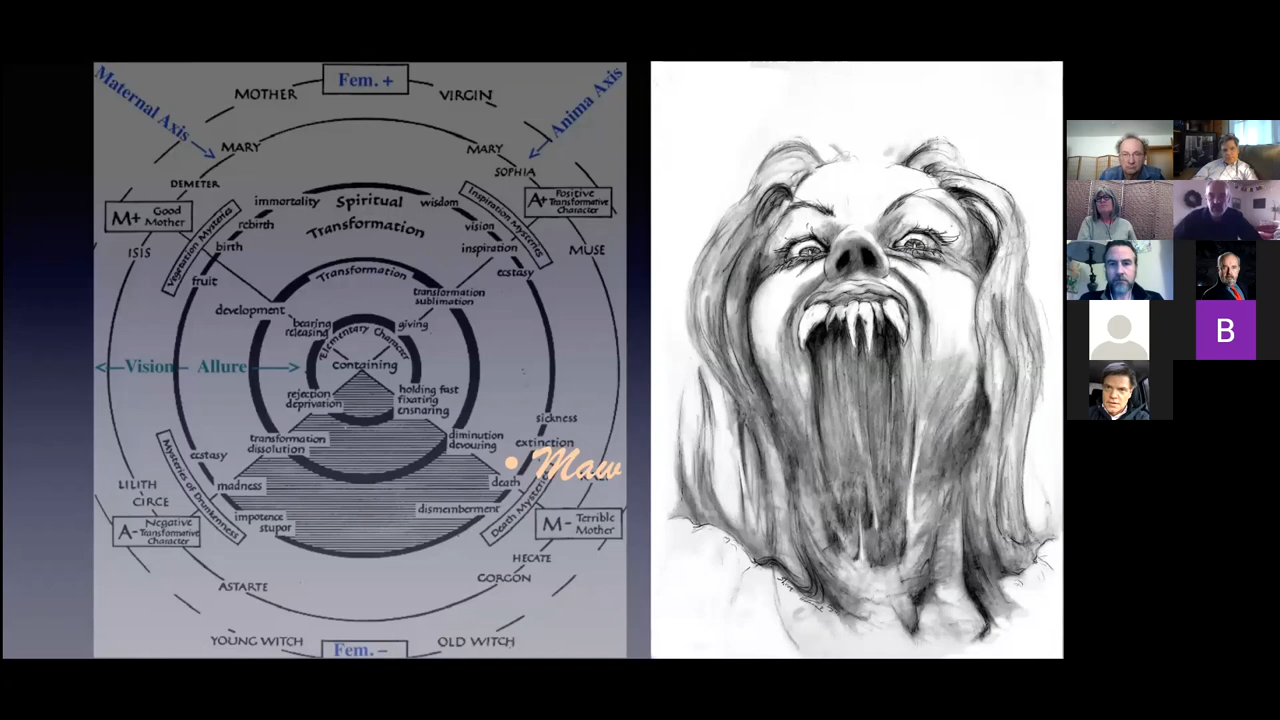 Maternal Axis
Fem. +
Anima Axis
MOTHER
VIRGIN
MARY
MARY
SOPHIA
DEMETER
M+ Good Mother
A+ Positive Transformative Character
ISIS
MUSE
Vegetation Mysteries
Inspiration Mysteries
immortality
Spiritual
wisdom
Transformation
rebirth
vision
birth
inspiration
fruit
ecstasy
Transformation
development
transformation
sublimation
bearing
releasing
giving
Elementary Character
containing
Vision
Allure
rejection
deprivation
holding fast
fixating
ensnaring
sickness
transformation
dissolution
diminution
devouring
extinction
ecstasy
• Maw
madness
death
LILITH
CIRCE
Mysteries of Drunkenness
Death Mysteries
dismemberment
impotence
stupor
A- Negative Transformative Character
M- Terrible Mother
HECATE
ASTARTE
GORGON
YOUNG WITCH
Fem. –
OLD WITCH
B